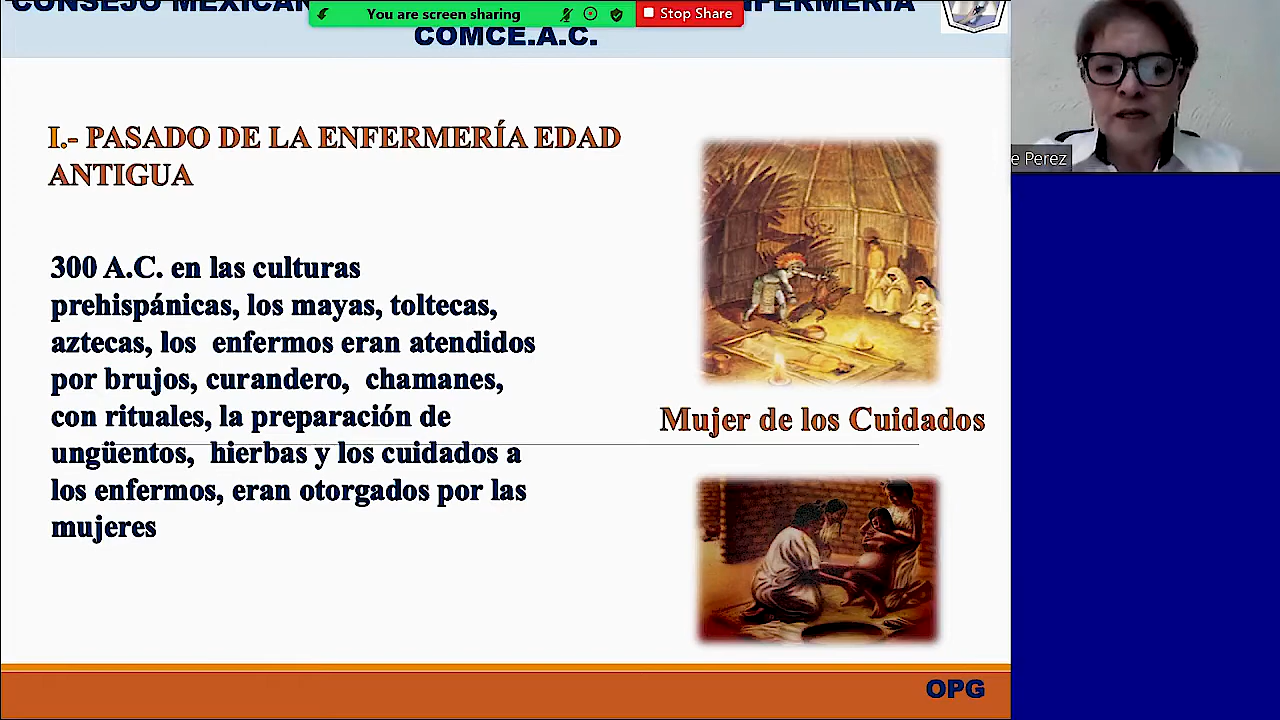 CONSEJO MEXICAN
You are screen sharing
Stop Share
COMCE.A.C.
I.- PASADO DE LA ENFERMERÍA EDAD
ANTIGUA
300 A.C. en las culturas
prehispánicas, los mayas, toltecas,
aztecas, los enfermos eran atendidos
por brujos, curandero, chamanes,
con rituales, la preparación de
ungüentos, hierbas y los cuidados a
los enfermos, eran otorgados por las
mujeres
Mujer de los Cuidados
OPG
e Perez